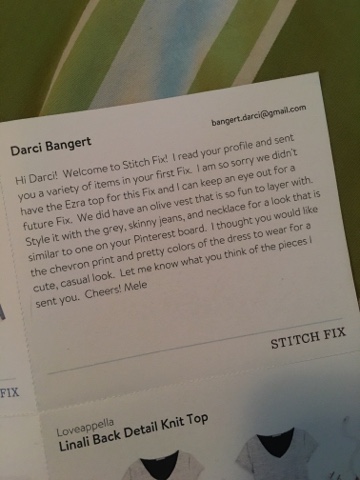 Darci Bangert
bangert.darci@gmail.com
Hi Darci! Welcome to Stitch Fix! I read your profile and sent
you a variety of items in your first Fix. I am so sorry we didn't
have the Ezra top for this Fix and I can keep an eye out for a
future Fix. We did have an olive vest that is so fun to layer with.
Style it with the grey, skinny jeans, and necklace for a look that is
similar to one on your Pinterest board. I thought you would like
the chevron print and pretty colors of the dress to wear for a
cute, casual look. Let me know what you think of the pieces I
sent you. Cheers! Mele
STITCH FIX
FIX
Loveappella
Linali Back Detail Knit Top